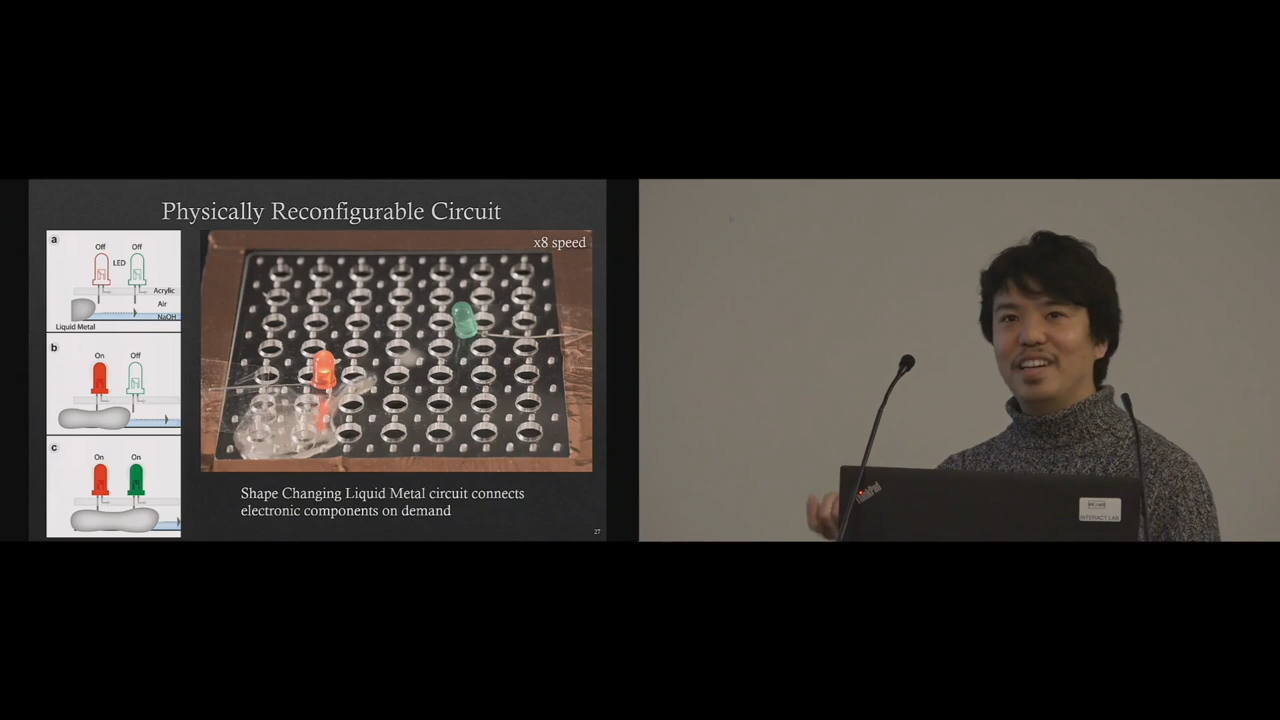 Physically Reconfigurable Circuit
a
Off
Off
LED
Acrylic
Air
NaOH
Liquid Metal
b
On
Off
c
On
On
x8 speed
Shape Changing Liquid Metal circuit connects
electronic components on demand
27
ThinkPad
INTERACT LAB